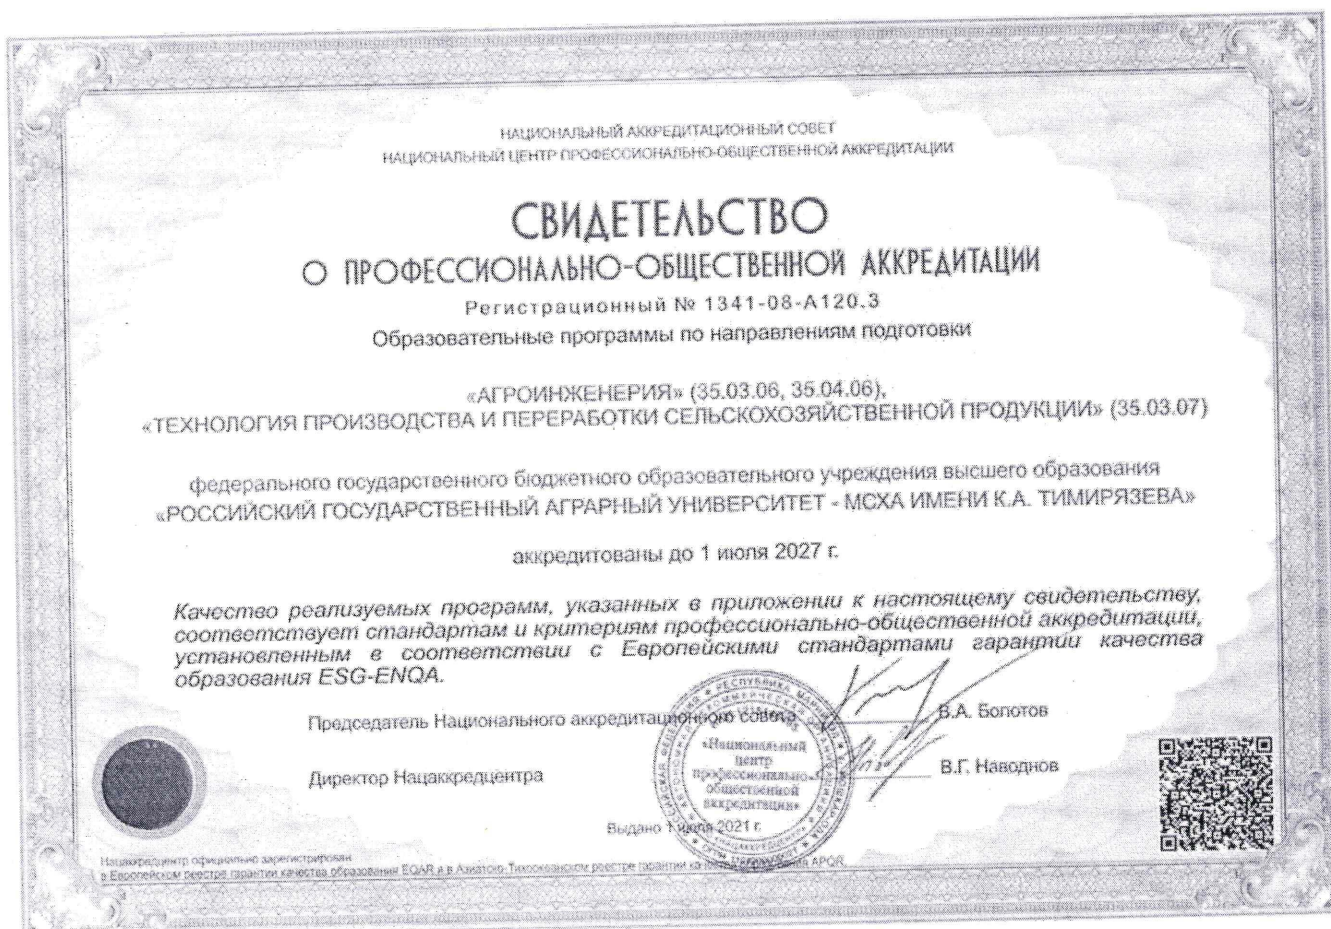 НАЦИОНАЛЬНЫЙ АККРЕДИТАЦИОННЫЙ СОВЕТ
НАЦИОНАЛЬНЫЙ ЦЕНТР ПРОФЕССИОНАЛЬНО-ОБЩЕСТВЕННОЙ АККРЕДИТАЦИИ
СВИДЕТЕЛЬСТВО
О ПРОФЕССИОНАЛЬНО-ОБЩЕСТВЕННОЙ АККРЕДИТАЦИИ
Регистрационный № 1341-08-А120.3
Образовательные программы по направлениям подготовки
«АГРОИНЖЕНЕРИЯ» (35.03.06, 35.04.06),
«ТЕХНОЛОГИЯ ПРОИЗВОДСТВА И ПЕРЕРАБОТКИ СЕЛЬСКОХОЗЯЙСТВЕННОЙ ПРОДУКЦИИ» (35.03.07)
федерального государственного бюджетного образовательного учреждения высшего образования
«РОССИЙСКИЙ ГОСУДАРСТВЕННЫЙ АГРАРНЫЙ УНИВЕРСИТЕТ - МСХА ИМЕНИ К.А. ТИМИРЯЗЕВА»
аккредитованы до 1 июля 2027 г.
Качество реализуемых программ, указанных в приложении к настоящему свидетельству,
соответствует стандартам и критериям профессионально-общественной аккредитации,
установленным в соответствии с Европейскими стандартами гарантии качества
образования ESG-ENQA.
Председатель Национального аккредитационного совета
В.А. Болотов
«Национальный
центр
профессионально-
общественной
аккредитации»
Директор Нацаккредцентра
В.Г. Наводнов
Выдано 1 июля 2021 г.
Нацаккредцентр официально зарегистрирован
в Европейском реестре гарантии качества образования EQAR и в Азиатско-Тихоокеанском реестре гарантии APQR